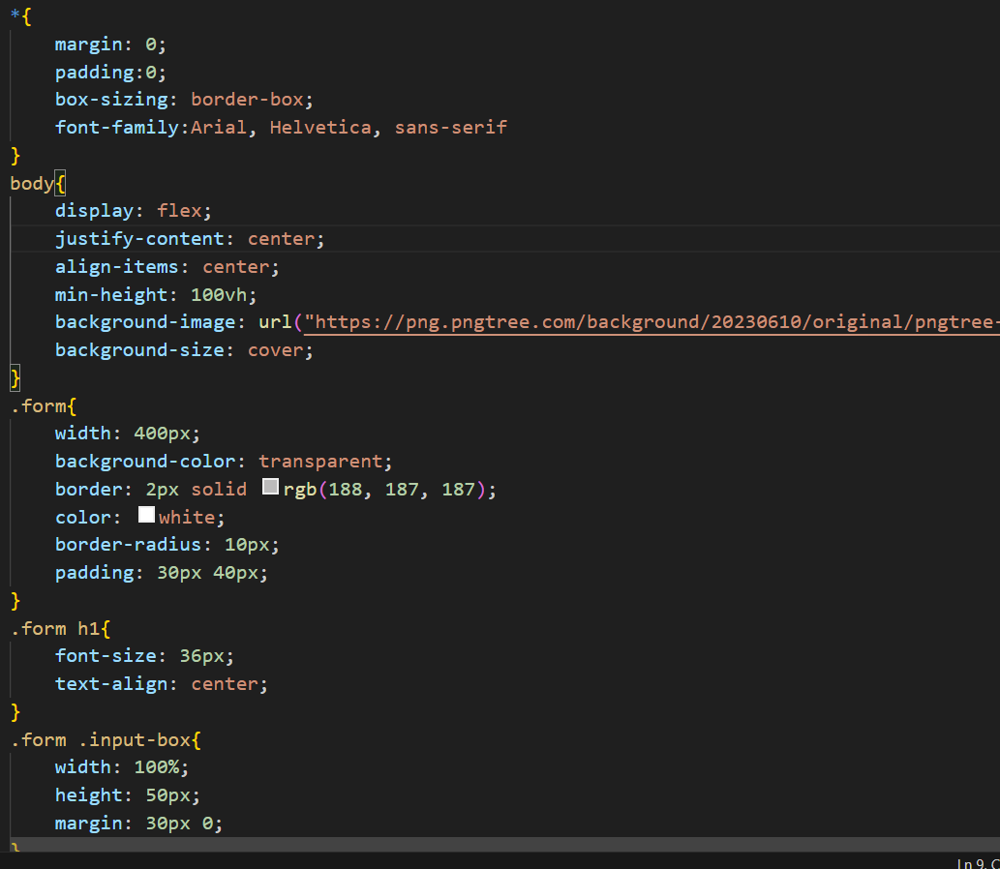 *{
    margin: 0;
    padding:0;
    box-sizing: border-box;
    font-family:Arial, Helvetica, sans-serif
}
body{
    display: flex;
    justify-content: center;
    align-items: center;
    min-height: 100vh;
    background-image: url("https://png.pngtree.com/background/20230610/original/pngtree-
    background-size: cover;
}
.form{
    width: 400px;
    background-color: transparent;
    border: 2px solid rgb(188, 187, 187);
    color: white;
    border-radius: 10px;
    padding: 30px 40px;
}
.form h1{
    font-size: 36px;
    text-align: center;
}
.form .input-box{
    width: 100%;
    height: 50px;
    margin: 30px 0;
}
Ln 9, C